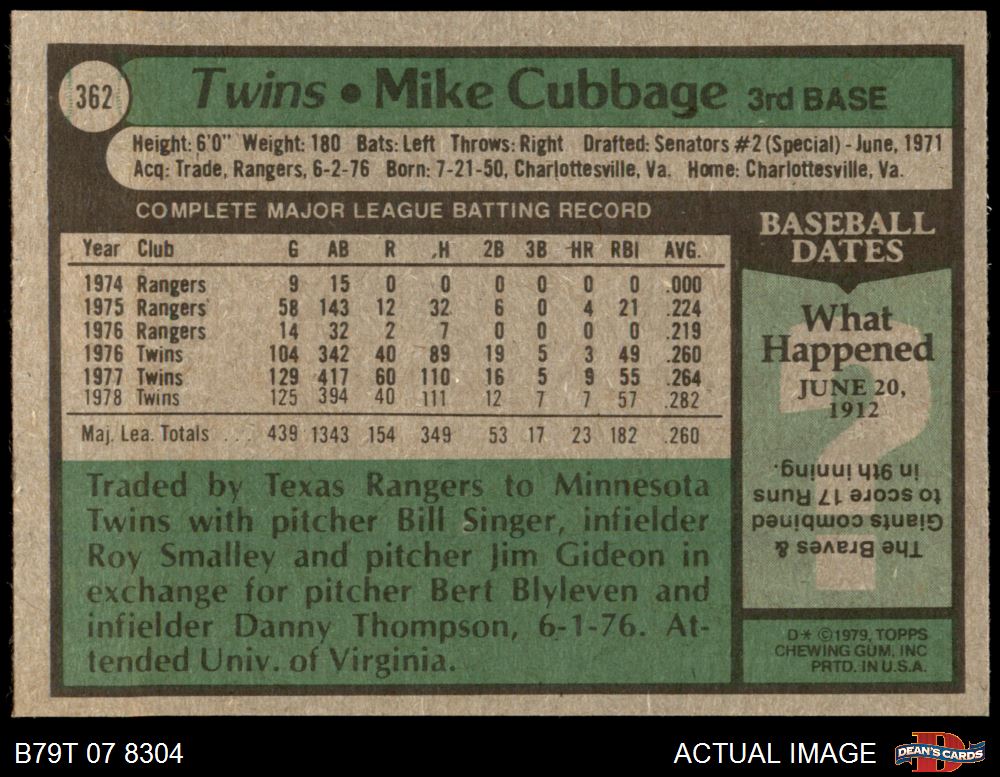 362
Twins • Mike Cubbage 3rd BASE
Height: 6'0" Weight: 180 Bats: Left Throws: Right Drafted: Senators #2 (Special) - June, 1971
Acq: Trade, Rangers, 6-2-76 Born: 7-21-50, Charlottesville, Va. Home: Charlottesville, Va.
COMPLETE MAJOR LEAGUE BATTING RECORD
Year Club G AB R H 2B 3B HR RBI AVG.
1974 Rangers 9 15 0 0 0 0 0 0 .000
1975 Rangers 58 143 12 32 6 0 4 21 .224
1976 Rangers 14 32 2 7 0 0 0 0 .219
1976 Twins 104 342 40 89 19 5 3 49 .260
1977 Twins 129 417 60 110 16 5 9 55 .264
1978 Twins 125 394 40 111 12 7 7 57 .282
Maj. Lea. Totals . . . 439 1343 154 349 53 17 23 182 .260
Traded by Texas Rangers to Minnesota
Twins with pitcher Bill Singer, infielder
Roy Smalley and pitcher Jim Gideon in
exchange for pitcher Bert Blyleven and
infielder Danny Thompson, 6-1-76. At-
tended Univ. of Virginia.
BASEBALL
DATES
What
Happened
JUNE 20,
1912
The Braves &
Giants combined
to score 17 Runs
in 9th inning.
D* ©1979, TOPPS
CHEWING GUM, INC
PRTD. IN U.S.A.
B79T 07 8304
ACTUAL IMAGE
D
DEAN'S CARDS